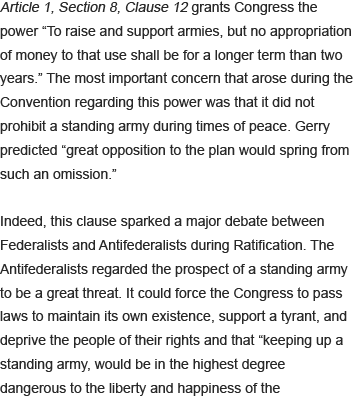 Article 1, Section 8, Clause 12 grants Congress the
power “To raise and support armies, but no appropriation
of money to that use shall be for a longer term than two
years.” The most important concern that arose during the
Convention regarding this power was that it did not
prohibit a standing army during times of peace. Gerry
predicted “great opposition to the plan would spring from
such an omission.”
Indeed, this clause sparked a major debate between
Federalists and Antifederalists during Ratification. The
Antifederalists regarded the prospect of a standing army
to be a great threat. It could force the Congress to pass
laws to maintain its own existence, support a tyrant, and
deprive the people of their rights and that “keeping up a
standing army, would be in the highest degree
dangerous to the liberty and happiness of the